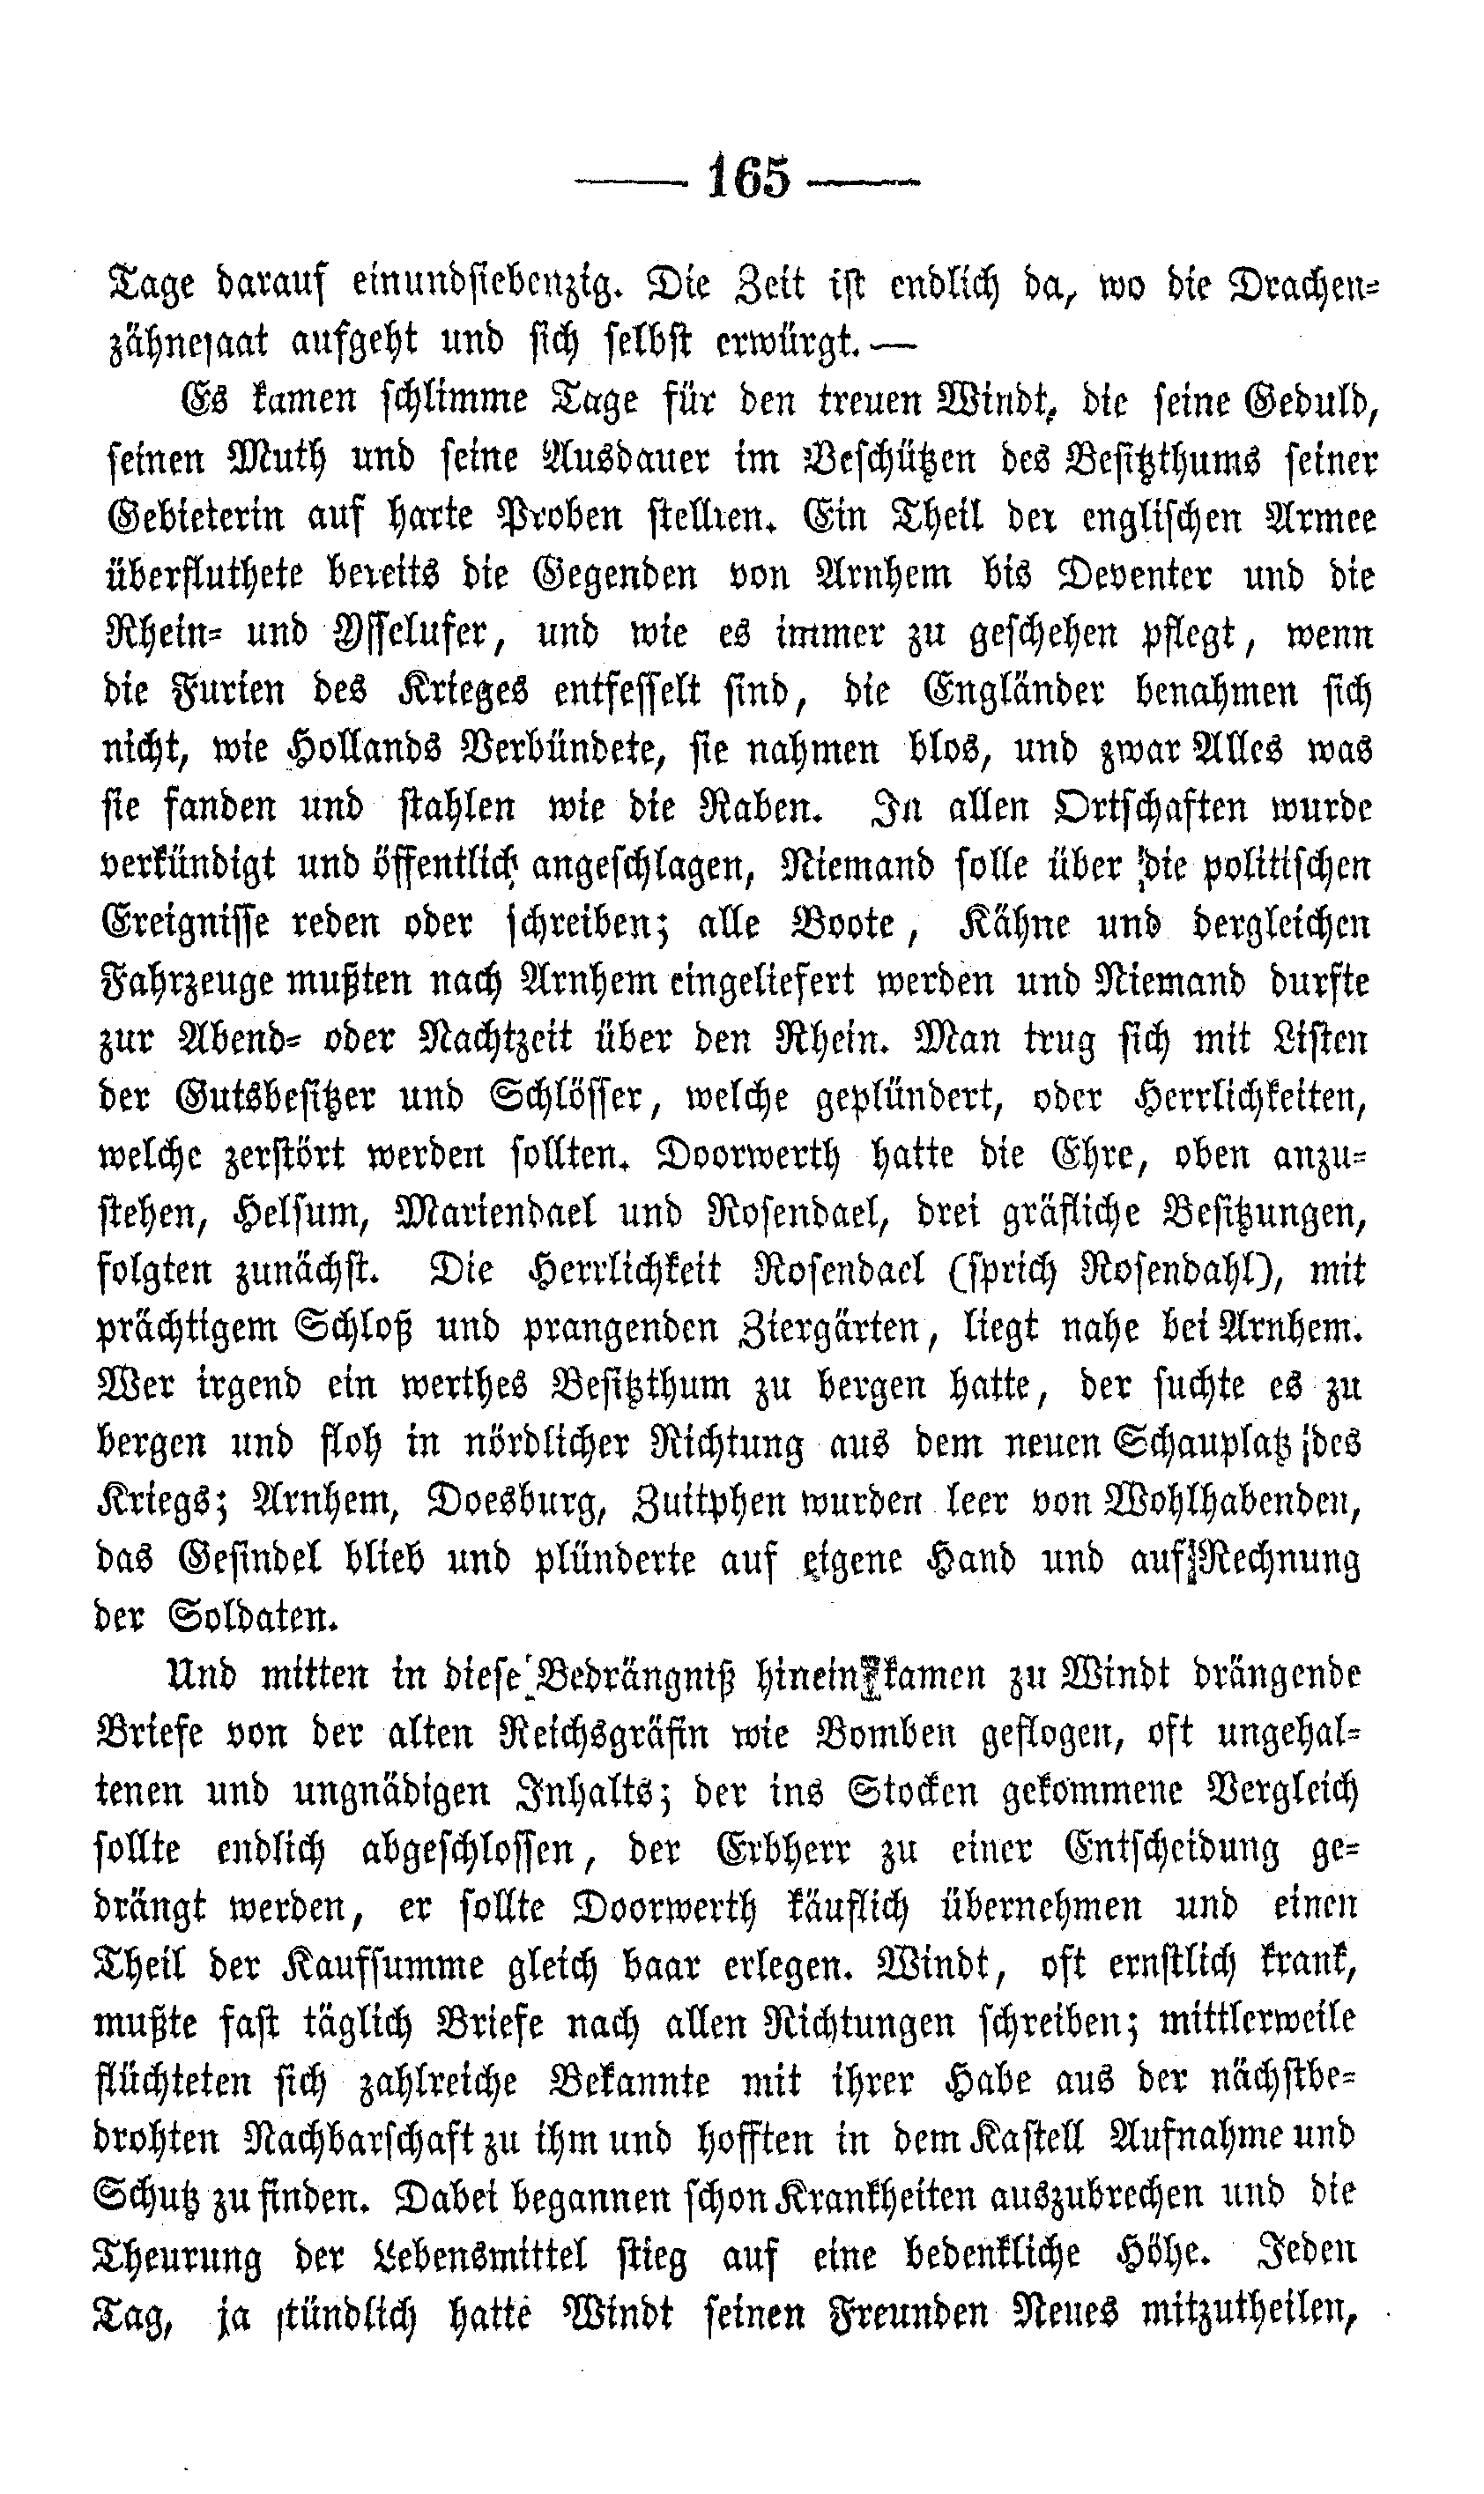 — 165 —
Tage darauf einundsiebenzig. Die Zeit ist endlich da, wo die Drachen-
zähnesaat aufgeht und sich selbst erwürgt. —
Es kamen schlimme Tage für den treuen Windt, die seine Geduld,
seinen Muth und seine Ausdauer im Beschützen des Besitzthums seiner
Gebieterin auf harte Proben stellten. Ein Theil der englischen Armee
überfluthete bereits die Gegenden von Arnhem bis Deventer und die
Rhein- und Ysselufer, und wie es immer zu geschehen pflegt, wenn
die Furien des Krieges entfesselt sind, die Engländer benahmen sich
nicht, wie Hollands Verbündete, sie nahmen blos, und zwar Alles was
sie fanden und stahlen wie die Raben. In allen Ortschaften wurde
verkündigt und öffentlich angeschlagen, Niemand solle über die politischen
Ereignisse reden oder schreiben; alle Boote, Kähne und dergleichen
Fahrzeuge mußten nach Arnhem eingeliefert werden und Niemand durfte
zur Abend- oder Nachtzeit über den Rhein. Man trug sich mit Listen
der Gutsbesitzer und Schlösser, welche geplündert, oder Herrlichkeiten,
welche zerstört werden sollten. Doorwerth hatte die Ehre, oben anzu-
stehen, Helsum, Mariendael und Rosendael, drei gräfliche Besitzungen,
folgten zunächst. Die Herrlichkeit Rosendael (sprich Rosendahl), mit
prächtigem Schloß und prangenden Ziergärten, liegt nahe bei Arnhem.
Wer irgend ein werthes Besitzthum zu bergen hatte, der suchte es zu
bergen und floh in nördlicher Richtung aus dem neuen Schauplatz des
Kriegs; Arnhem, Doesburg, Zuitphen wurden leer von Wohlhabenden,
das Gesindel blieb und plünderte auf eigene Hand und auf Rechnung
der Soldaten.
Und mitten in diese Bedrängniß hinein kamen zu Windt drängende
Briefe von der alten Reichsgräfin wie Bomben geflogen, oft ungehal-
tenen und ungnädigen Inhalts; der ins Stocken gekommene Vergleich
sollte endlich abgeschlossen, der Erbherr zu einer Entscheidung ge-
drängt werden, er sollte Doorwerth käuflich übernehmen und einen
Theil der Kaufsumme gleich baar erlegen. Windt, oft ernstlich krank,
mußte fast täglich Briefe nach allen Richtungen schreiben; mittlerweile
flüchteten sich zahlreiche Bekannte mit ihrer Habe aus der nächstbe-
drohten Nachbarschaft zu ihm und hofften in dem Kastell Aufnahme und
Schutz zu finden. Dabei begannen schon Krankheiten auszubrechen und die
Theurung der Lebensmittel stieg auf eine bedenkliche Höhe. Jeden
Tag, ja stündlich hatte Windt seinen Freunden Neues mitzutheilen,